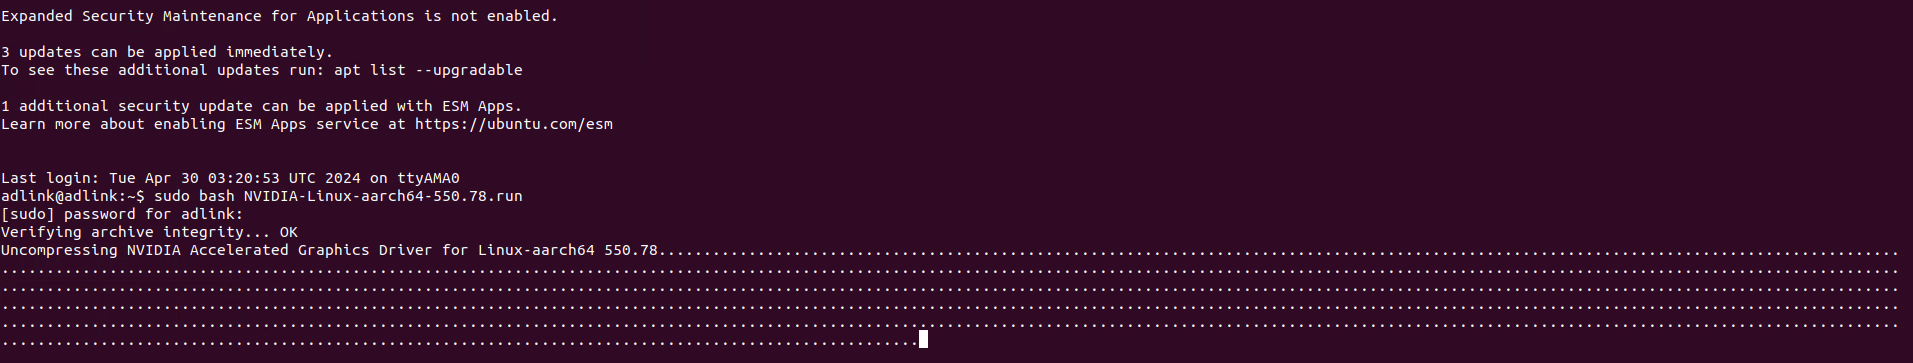 Expanded Security Maintenance for Applications is not enabled.
3 updates can be applied immediately.
To see these additional updates run: apt list --upgradable
1 additional security update can be applied with ESM Apps.
Learn more about enabling ESM Apps service at https://ubuntu.com/esm
Last login: Tue Apr 30 03:20:53 UTC 2024 on ttyAMA0
adlink@adlink:~$ sudo bash NVIDIA-Linux-aarch64-550.78.run
[sudo] password for adlink:
Verifying archive integrity... OK
Uncompressing NVIDIA Accelerated Graphics Driver for Linux-aarch64 550.78..........................................................................................................................................
...................................................................................................................................................................................................................
...................................................................................................................................................................................................................
...................................................................................................................................................................................................................
...................................................................................................................................................................................................................
......................................................................................................